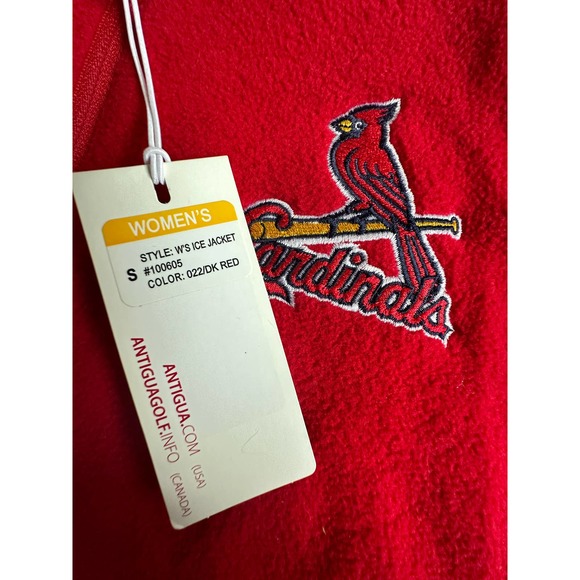 WOMEN'S
STYLE: W'S ICE JACKET
S #100605
COLOR: 022/DK RED
ANTIGUA.COM (USA)
ANTIGUAGOLF.INFO (CANADA)
Cardinals